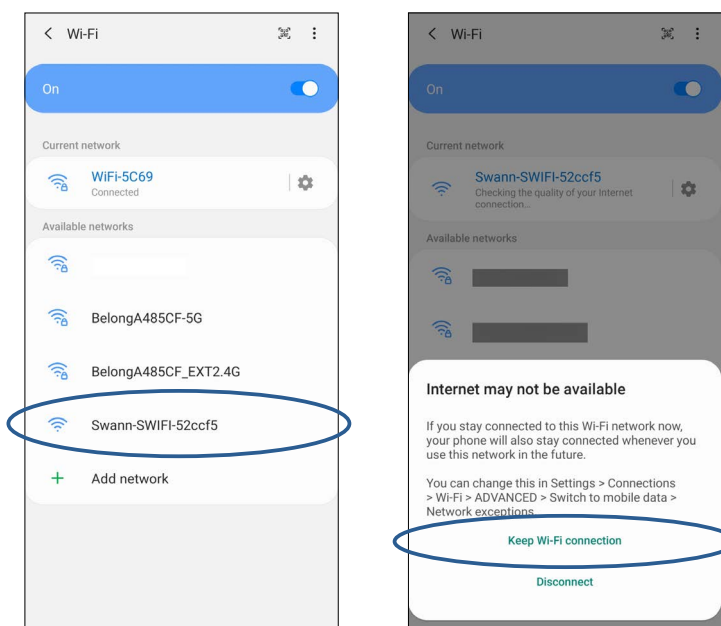 Wi-Fi
On
Current network
WiFi-5C69
Connected
Available networks
BelongA485CF-5G
BelongA485CF_EXT2.4G
Swann-SWIFI-52ccf5
Add network
Wi-Fi
On
Current network
Swann-SWIFI-52ccf5
Checking the quality of your Internet
connection...
Available networks
Internet may not be available
If you stay connected to this Wi-Fi network now,
your phone will also stay connected whenever you
use this network in the future.
You can change this in Settings > Connections
> Wi-Fi > ADVANCED > Switch to mobile data >
Network exceptions.
Keep Wi-Fi connection
Disconnect